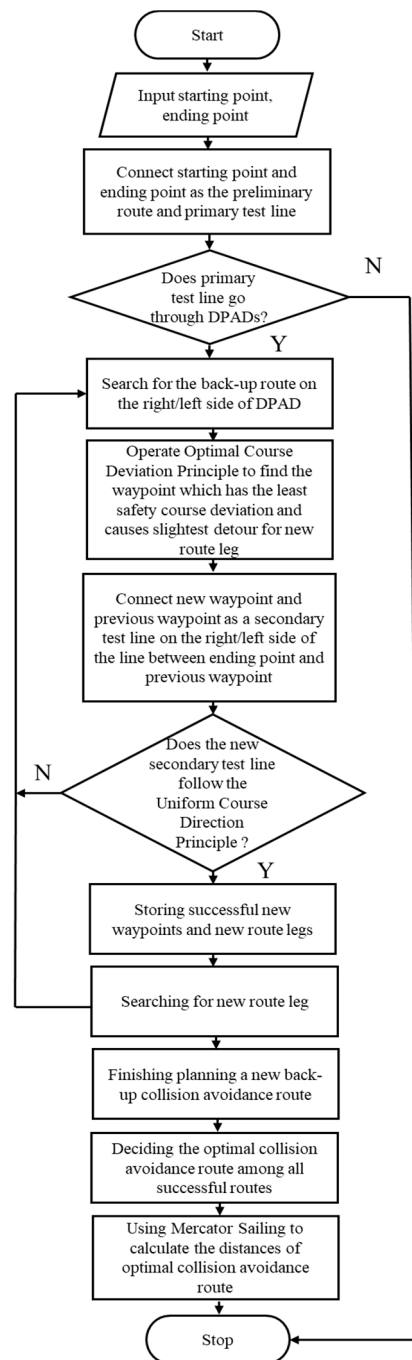 Start
Input starting point,
ending point
Connect starting point and
ending point as the preliminary
route and primary test line
N
Does primary
test line go
through DPADs?
Y
Search for the back-up route on
the right/left side of DPAD
Operate Optimal Course
Deviation Principle to find the
waypoint which has the least
safety course deviation and
causes slightest detour for new
route leg
Connect new waypoint and
previous waypoint as a secondary
test line on the right/left side of
the line between ending point and
previous waypoint
N
Does the new
secondary test line
follow the
Uniform Course
Direction
Principle ?
Y
Storing successful new
waypoints and new route legs
Searching for new route leg
Finishing planning a new back-
up collision avoidance route
Deciding the optimal collision
avoidance route among all
successful routes
Using Mercator Sailing to
calculate the distances of
optimal collision avoidance
route
Stop